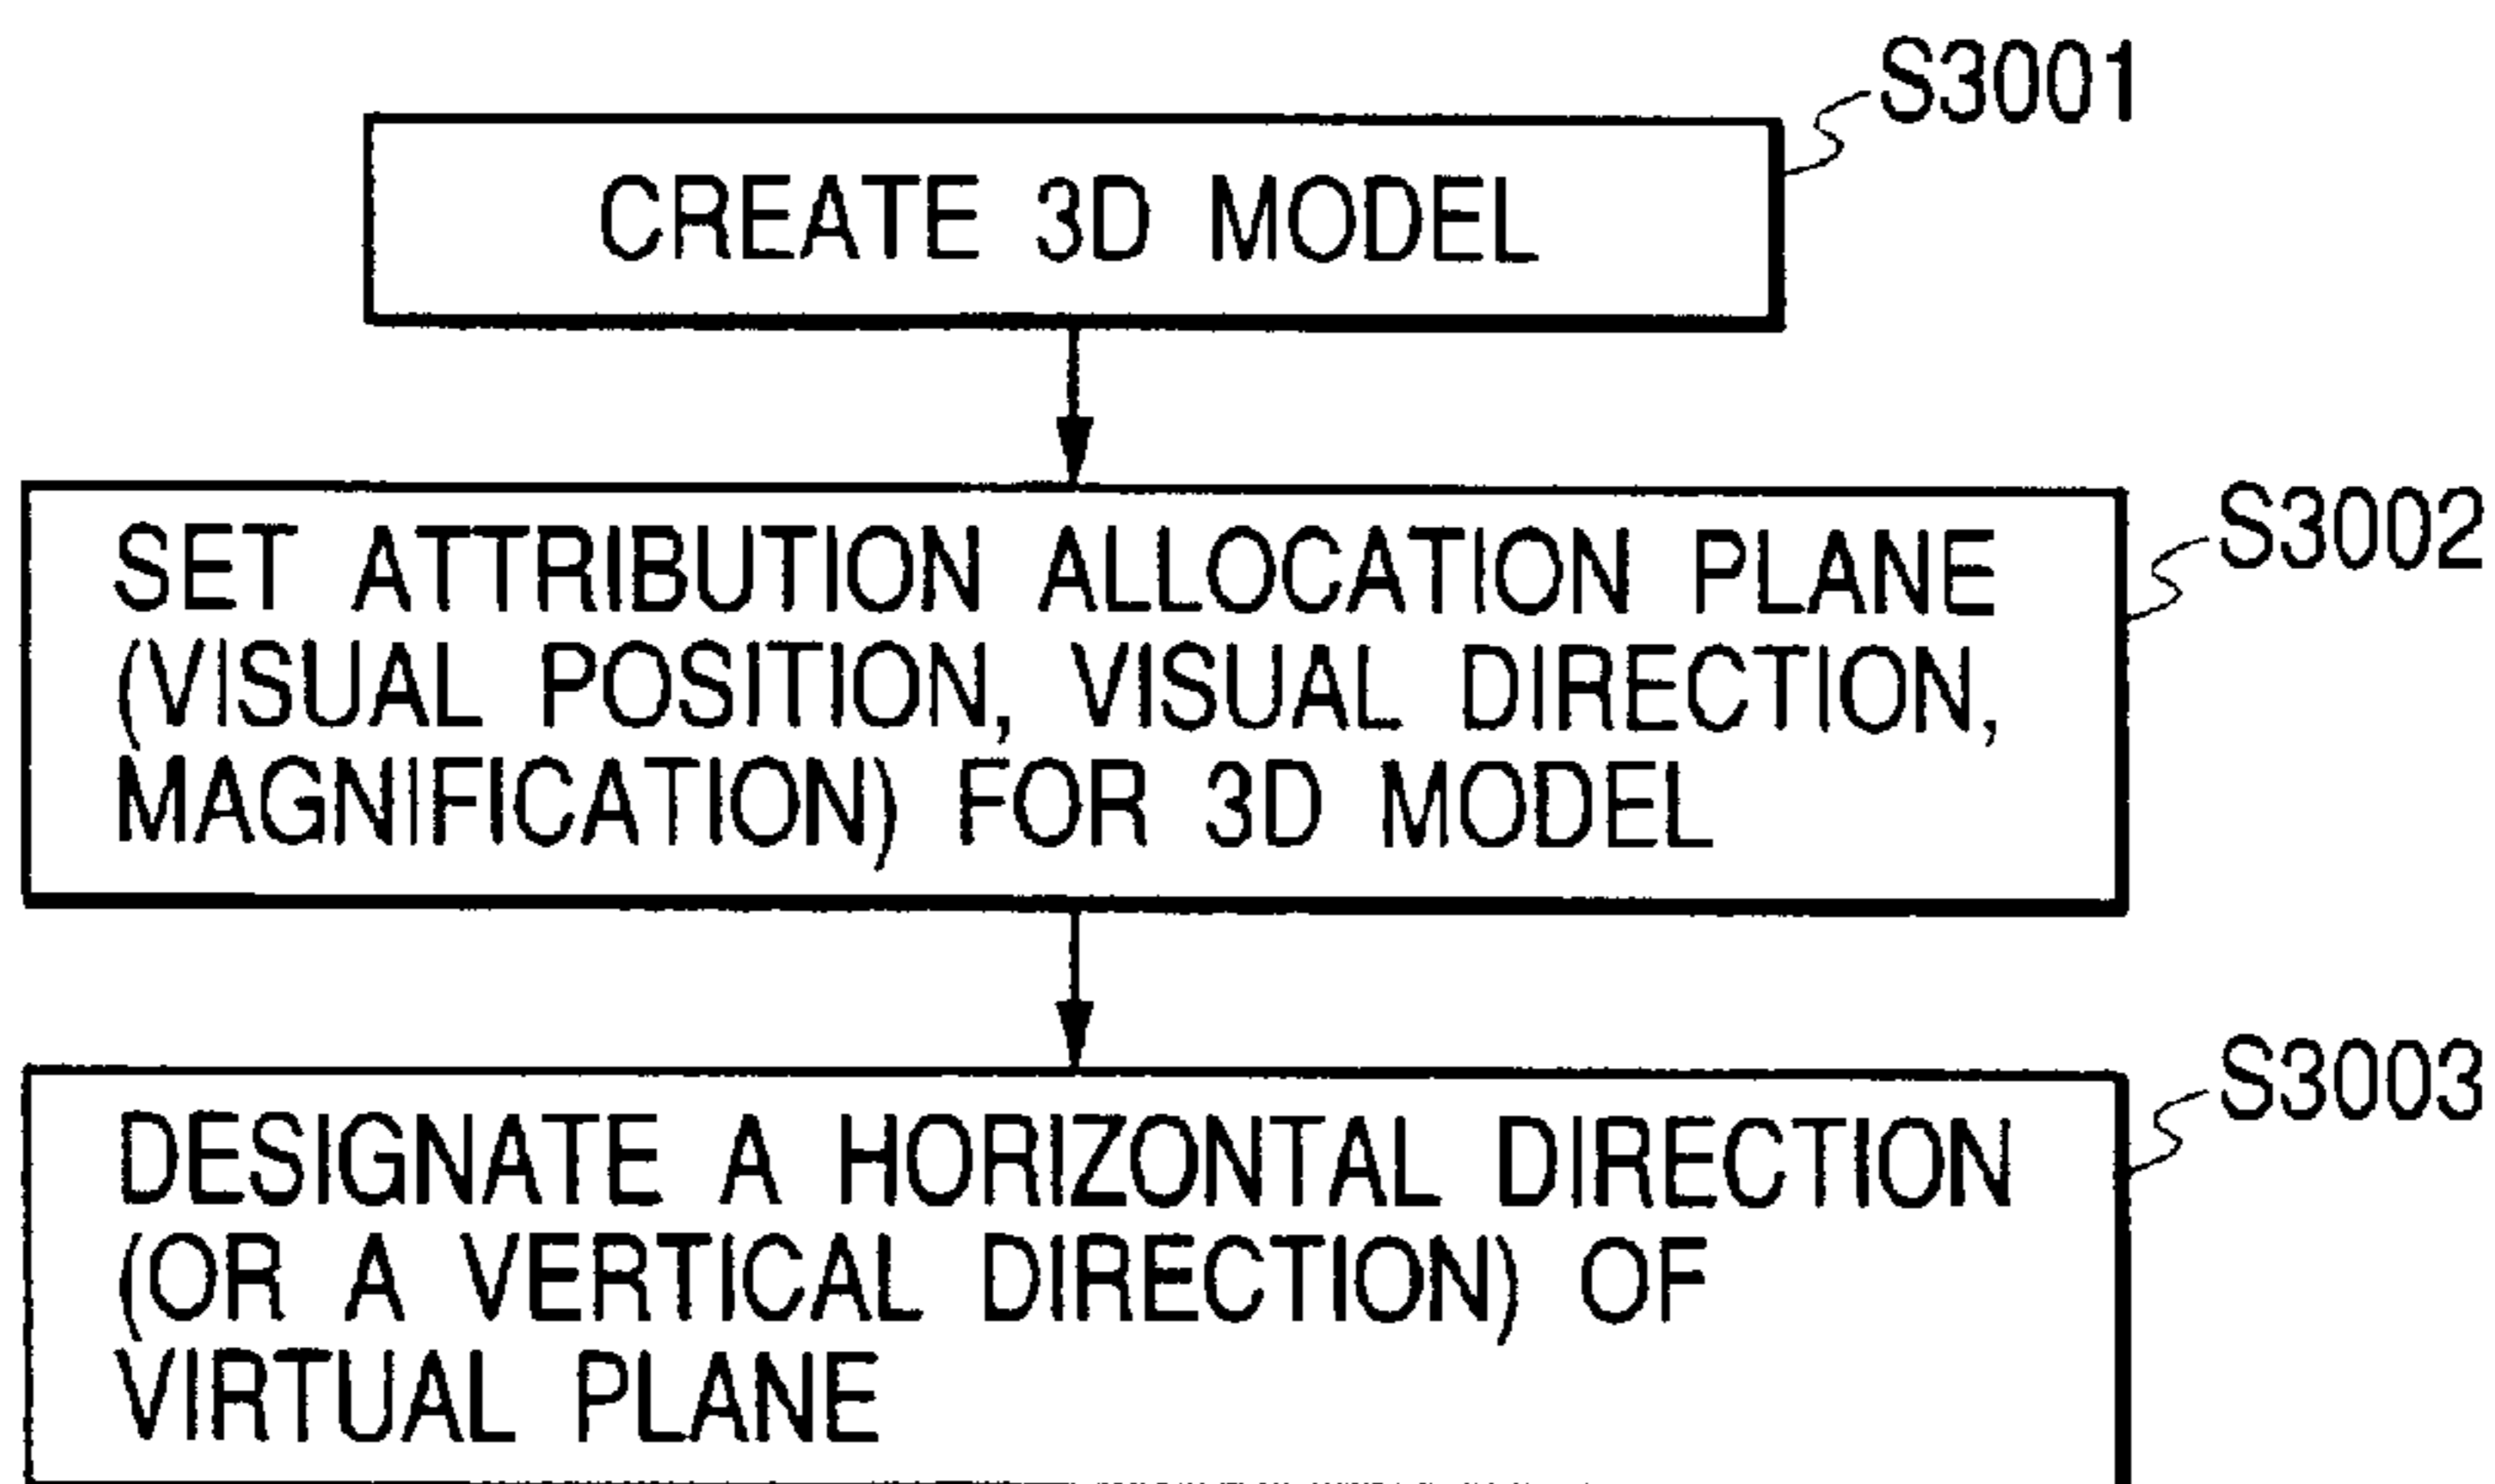 S3001
CREATE 3D MODEL
S3002
SET ATTRIBUTION ALLOCATION PLANE
(VISUAL POSITION, VISUAL DIRECTION,
MAGNIFICATION) FOR 3D MODEL
S3003
DESIGNATE A HORIZONTAL DIRECTION
(OR A VERTICAL DIRECTION) OF
VIRTUAL PLANE